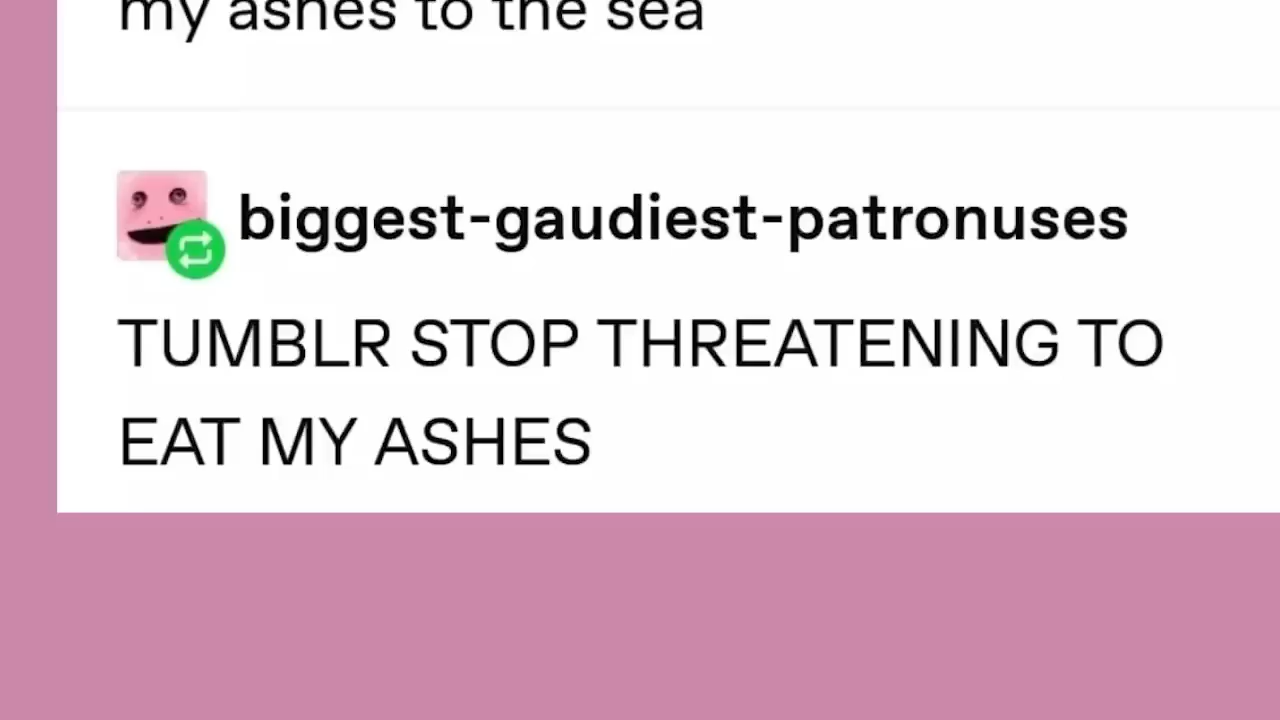 my ashes to the sea
biggest-gaudiest-patronuses
TUMBLR STOP THREATENING TO
EAT MY ASHES